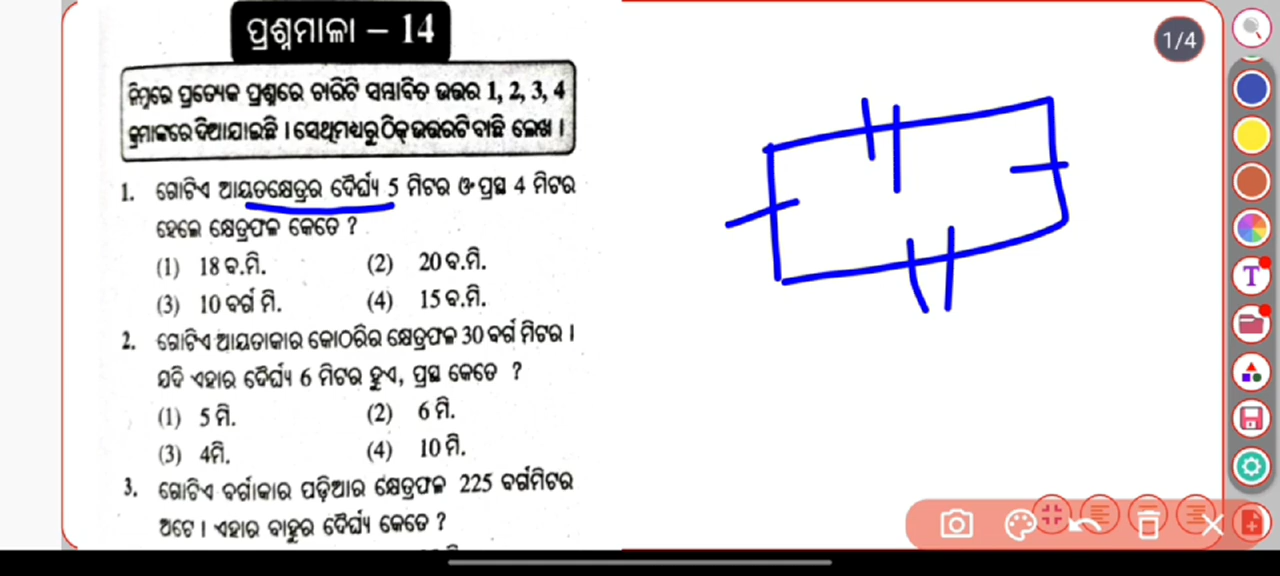 ପ୍ରଶ୍ନମାଳା – 14
1/4
ନିମ୍ନରେ ପ୍ରତ୍ୟେକ ପ୍ରଶ୍ନରେ ଚାରିଟି ସମ୍ଭାବିତ ଉତ୍ତର 1, 2, 3, 4
କ୍ରମାଙ୍କରେ ଦିଆଯାଇଛି । ସେଥିମଧ୍ୟରୁ ଠିକ୍ ଉତ୍ତରଟି ବାଛି ଲେଖ ।
1. ଗୋଟିଏ ଆୟତକ୍ଷେତ୍ରର ଦୈର୍ଘ୍ୟ 5 ମିଟର ଓ ପ୍ରସ୍ଥ 4 ମିଟର
ହେଲେ କ୍ଷେତ୍ରଫଳ କେତେ ?
(1) 18 ବ.ମି. (2) 20 ବ.ମି.
(3) 10 ବର୍ଗ ମି. (4) 15 ବ.ମି.
2. ଗୋଟିଏ ଆୟତାକାର କୋଠରିର କ୍ଷେତ୍ରଫଳ 30 ବର୍ଗ ମିଟର ।
ଯଦି ଏହାର ଦୈର୍ଘ୍ୟ 6 ମିଟର ହୁଏ, ପ୍ରସ୍ଥ କେତେ ?
(1) 5 ମି. (2) 6 ମି.
(3) 4ମି. (4) 10 ମି.
3. ଗୋଟିଏ ବର୍ଗାକାର ପଡ଼ିଆର କ୍ଷେତ୍ରଫଳ 225 ବର୍ଗମିଟର
ଅଟେ । ଏହାର ବାହୁର ଦୈର୍ଘ୍ୟ କେତେ ?
T